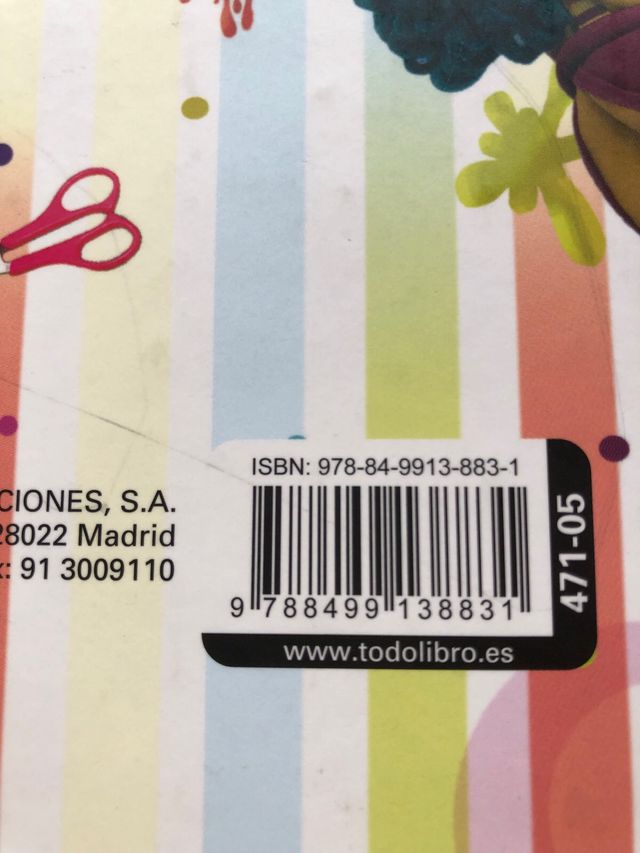 CIONES, S.A.
28022 Madrid
: 91 3009110
ISBN: 978-84-9913-883-1
9 788499 138831
471-05
www.todolibro.es